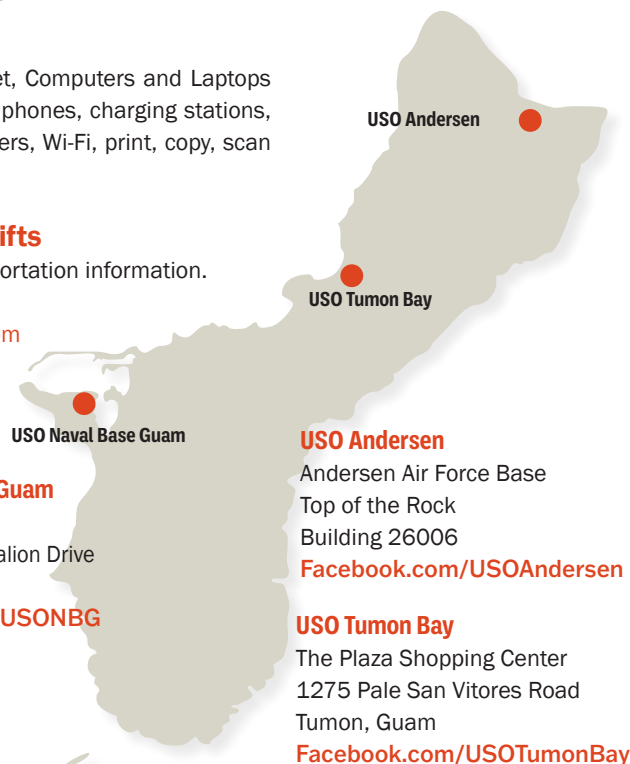 et, Computers and Laptops
phones, charging stations,
ers, Wi-Fi, print, copy, scan
ifts
ortation information.
m
USO Andersen
USO Tumon Bay
USO Naval Base Guam
Guam
alion Drive
USONBG
USO Andersen
Andersen Air Force Base
Top of the Rock
Building 26006
Facebook.com/USOAndersen
USO Tumon Bay
The Plaza Shopping Center
1275 Pale San Vitores Road
Tumon, Guam
Facebook.com/USOTumonBay